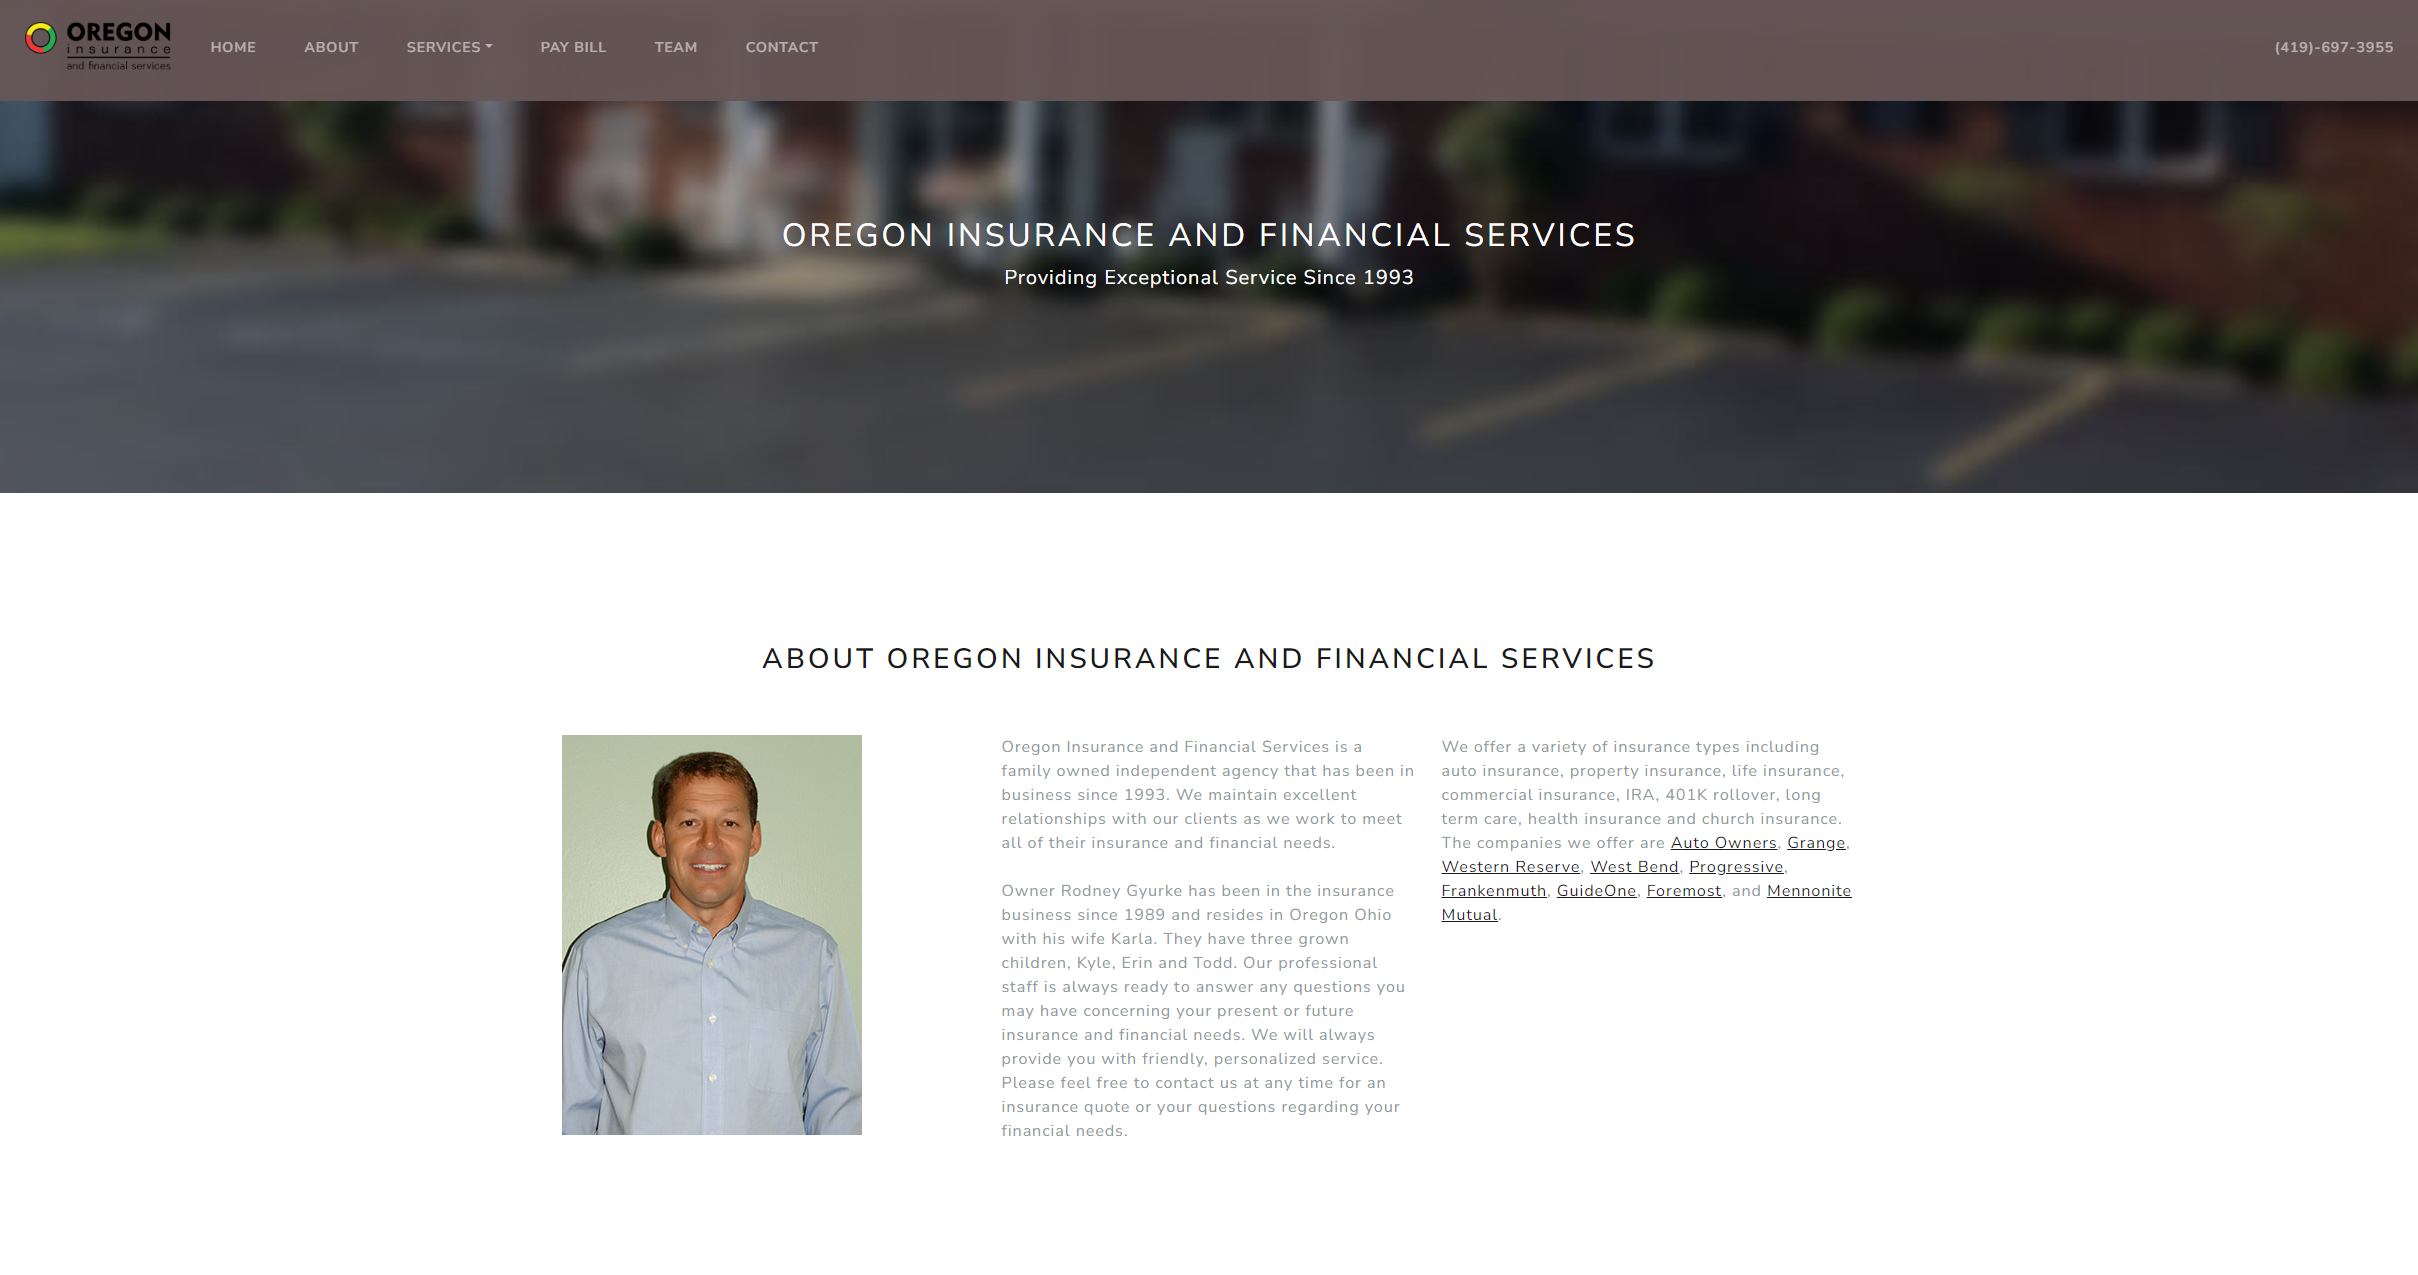 OREGON
insurance
and financial services
HOME
ABOUT
SERVICES
PAY BILL
TEAM
CONTACT
(419)-697-3955
OREGON INSURANCE AND FINANCIAL SERVICES
Providing Exceptional Service Since 1993
ABOUT OREGON INSURANCE AND FINANCIAL SERVICES
Oregon Insurance and Financial Services is a
family owned independent agency that has been in
business since 1993. We maintain excellent
relationships with our clients as we work to meet
all of their insurance and financial needs.
Owner Rodney Gyurke has been in the insurance
business since 1989 and resides in Oregon Ohio
with his wife Karla. They have three grown
children, Kyle, Erin and Todd. Our professional
staff is always ready to answer any questions you
may have concerning your present or future
insurance and financial needs. We will always
provide you with friendly, personalized service.
Please feel free to contact us at any time for an
insurance quote or your questions regarding your
financial needs.
We offer a variety of insurance types including
auto insurance, property insurance, life insurance,
commercial insurance, IRA, 401K rollover, long
term care, health insurance and church insurance.
The companies we offer are Auto Owners, Grange,
Western Reserve, West Bend, Progressive,
Frankenmuth, GuideOne, Foremost, and Mennonite
Mutual.